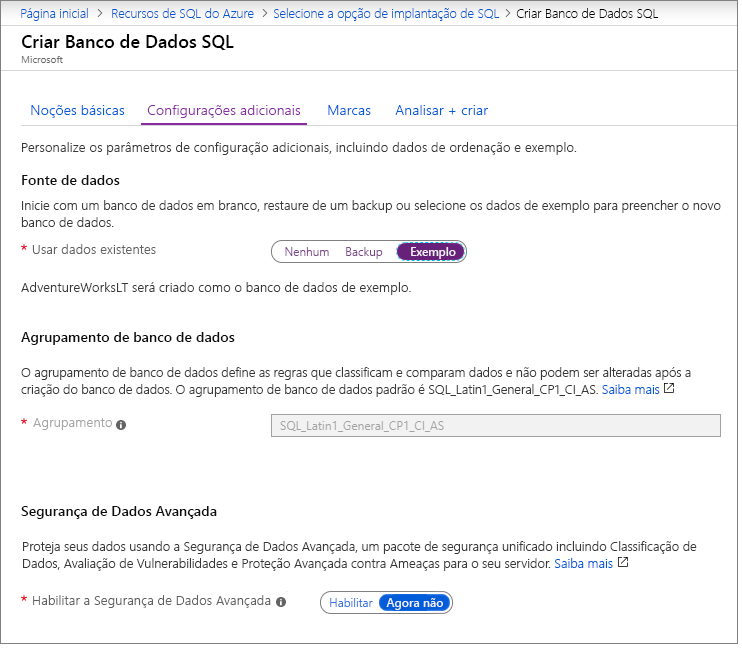 Página inicial > Recursos de SQL do Azure > Selecione a opção de implantação de SQL > Criar Banco de Dados SQL
Criar Banco de Dados SQL
Microsoft
Noções básicas Configurações adicionais Marcas Analisar + criar
Personalize os parâmetros de configuração adicionais, incluindo dados de ordenação e exemplo.
Fonte de dados
Inicie com um banco de dados em branco, restaure de um backup ou selecione os dados de exemplo para preencher o novo
banco de dados.
* Usar dados existentes Nenhum Backup Exemplo
AdventureWorksLT será criado como o banco de dados de exemplo.
Agrupamento de banco de dados
O agrupamento de banco de dados define as regras que classificam e comparam dados e não podem ser alteradas após a
criação do banco de dados. O agrupamento de banco de dados padrão é SQL_Latin1_General_CP1_CI_AS. Saiba mais
* Agrupamento SQL_Latin1_General_CP1_CI_AS
Segurança de Dados Avançada
Proteja seus dados usando a Segurança de Dados Avançada, um pacote de segurança unificado incluindo Classificação de
Dados, Avaliação de Vulnerabilidades e Proteção Avançada contra Ameaças para o seu servidor. Saiba mais
* Habilitar a Segurança de Dados Avançada Habilitar Agora não